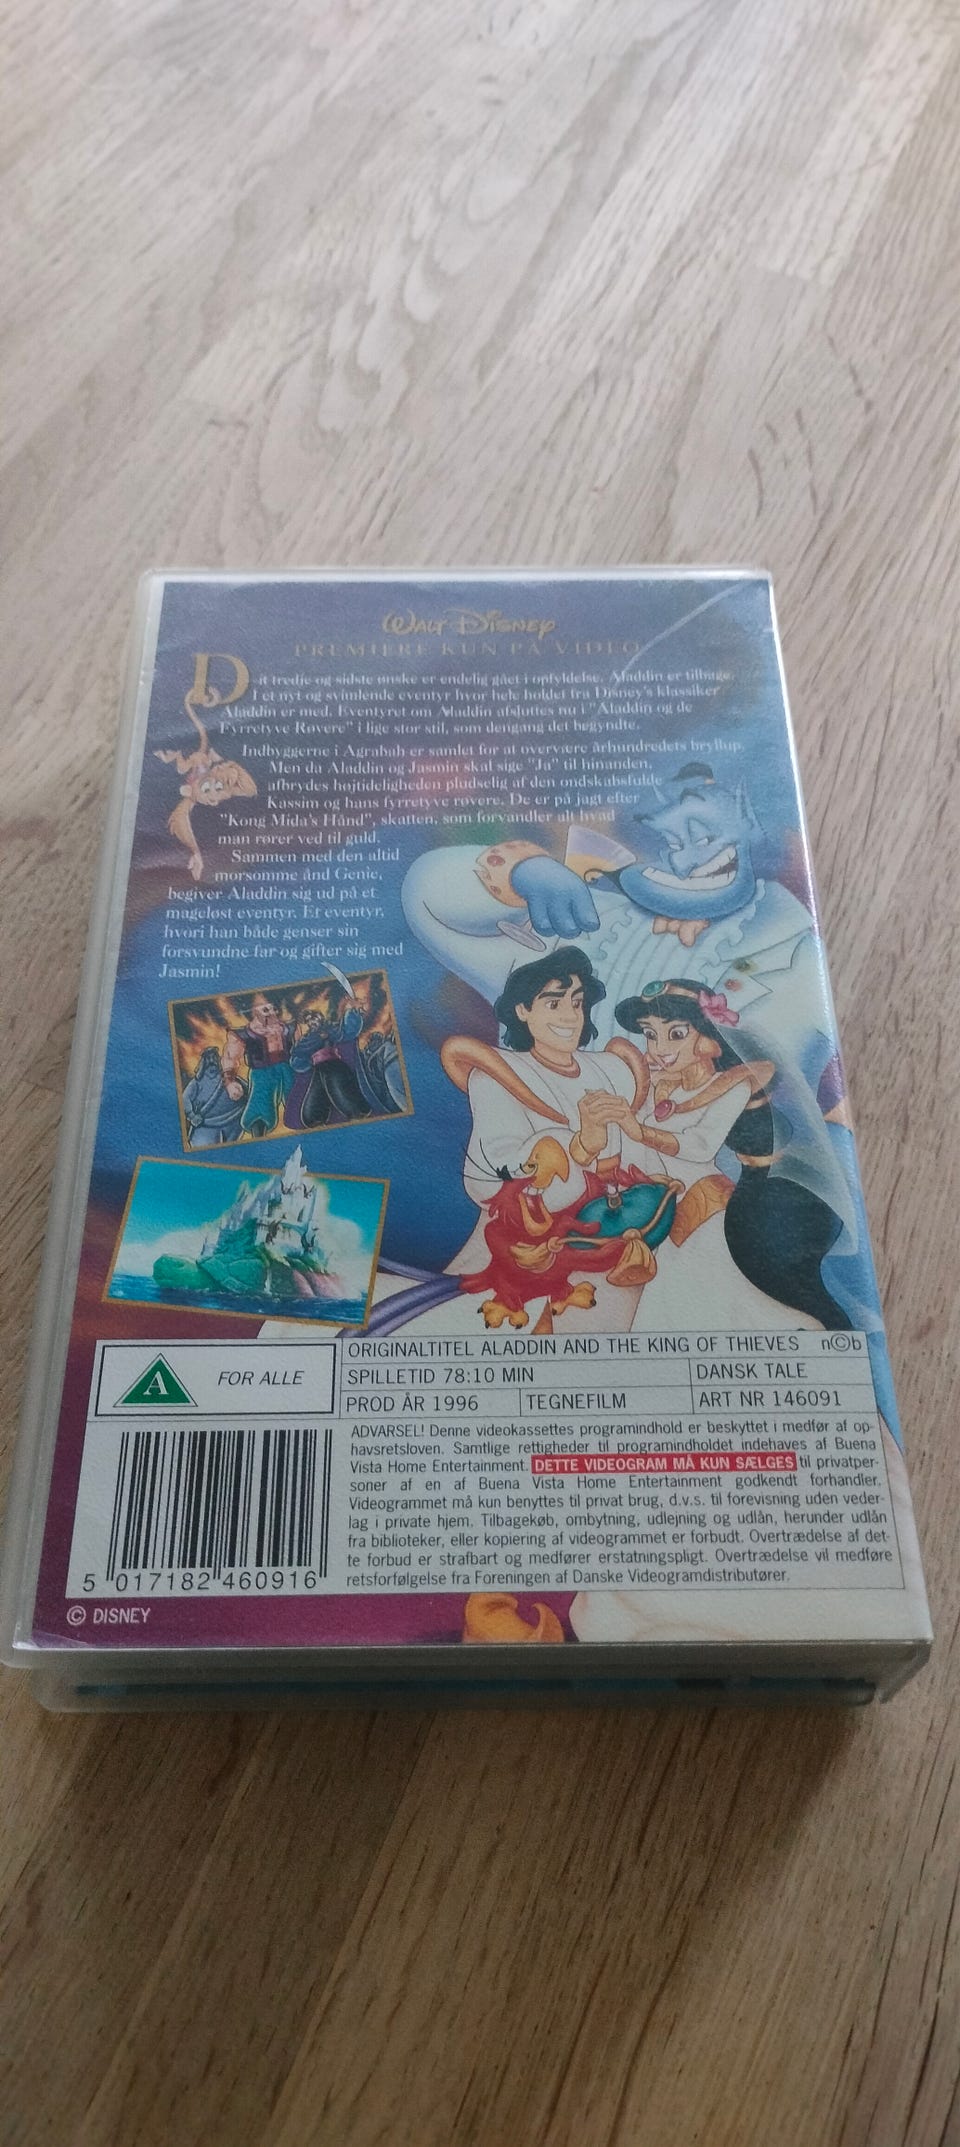 WALT DISNEY
PREMIERE KUN PÅ VIDEO
Dit tredje og sidste ønske er endelig gået i opfyldelse. Aladdin er tilbage.
I et nyt og svimlende eventyr hvor hele holdet fra Disney's klassiker
Aladdin er med. Eventyret om Aladdin afsluttes nu i "Aladdin og de
Fyrretyve Røvere" i lige stor stil, som dengang det begyndte.
Indbyggerne i Agrabah er samlet for at overvære århundredets bryllup.
Men da Aladdin og Jasmin skal sige "Ja" til hinanden,
afbrydes højtideligheden pludselig af den ondskabsfulde
Kassim og hans fyrretyve røvere. De er på jagt efter
"Kong Mida's Hånd", skatten, som forvandler alt hvad
man rører ved til guld.
Sammen med den altid
morsomme ånd Genie,
begiver Aladdin sig ud på et
mageløst eventyr. Et eventyr,
hvori han både genser sin
forsvundne far og gifter sig med
Jasmin!
A FOR ALLE
ORIGINALTITEL ALADDIN AND THE KING OF THIEVES n©b
SPILLETID 78:10 MIN DANSK TALE
PROD ÅR 1996 TEGNEFILM ART NR 146091
ADVARSEL! Denne videokassettes programindhold er beskyttet i medfør af op-
havsretsloven. Samtlige rettigheder til programindholdet indehaves af Buena
Vista Home Entertainment. DETTE VIDEOGRAM MÅ KUN SÆLGES til privatper-
soner af en af Buena Vista Home Entertainment godkendt forhandler.
Videogrammet må kun benyttes til privat brug, d.v.s. til forevisning uden veder-
lag i private hjem. Tilbagekøb, ombytning, udlejning og udlån, herunder udlån
fra biblioteker, eller kopiering af videogrammet er forbudt. Overtrædelse af det-
te forbud er strafbart og medfører erstatningspligt. Overtrædelse vil medføre
retsforfølgelse fra Foreningen af Danske Videogramdistributører.
5 017182 460916
© DISNEY